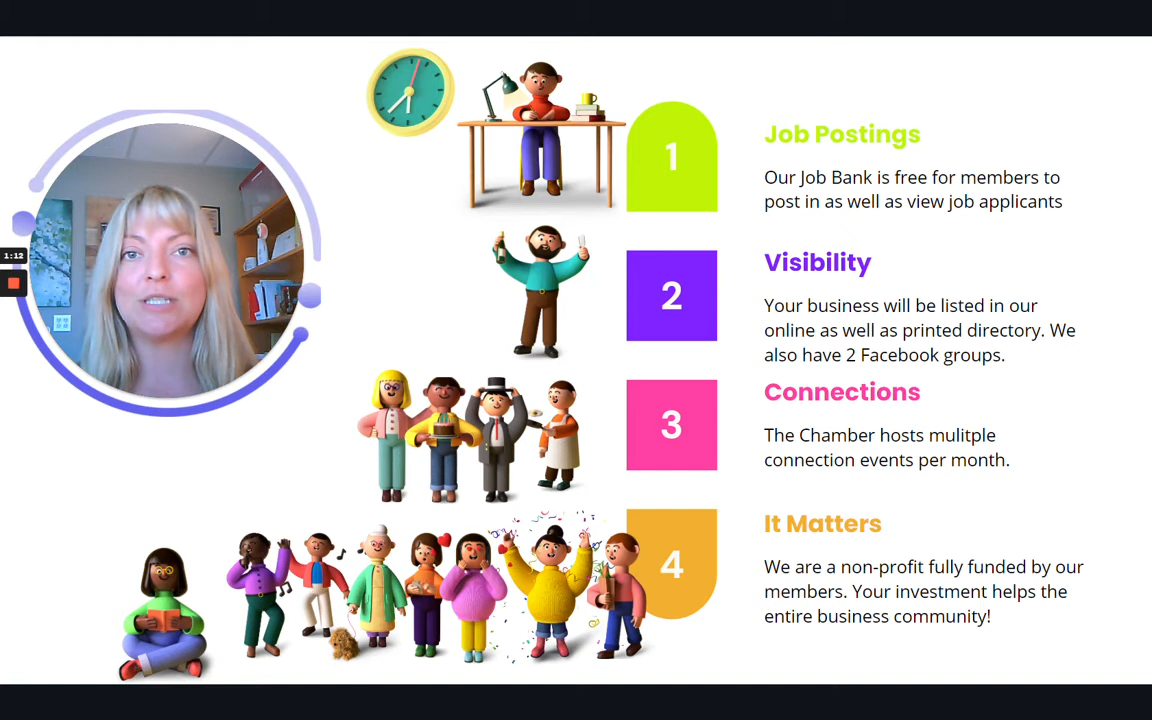 1:12
1
Job Postings
Our Job Bank is free for members to
post in as well as view job applicants
2
Visibility
Your business will be listed in our
online as well as printed directory. We
also have 2 Facebook groups.
3
Connections
The Chamber hosts mulitple
connection events per month.
4
It Matters
We are a non-profit fully funded by our
members. Your investment helps the
entire business community!